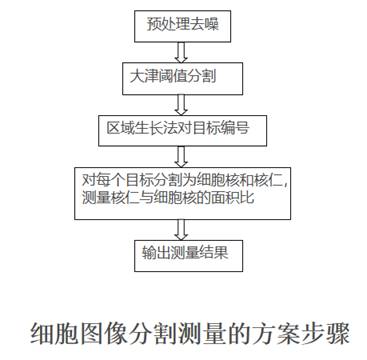 预处理去噪
大津阈值分割
区域生长法对目标编号
对每个目标分割为细胞核和核仁,
测量核仁与细胞核的面积比
输出测量结果
细胞图像分割测量的方案步骤